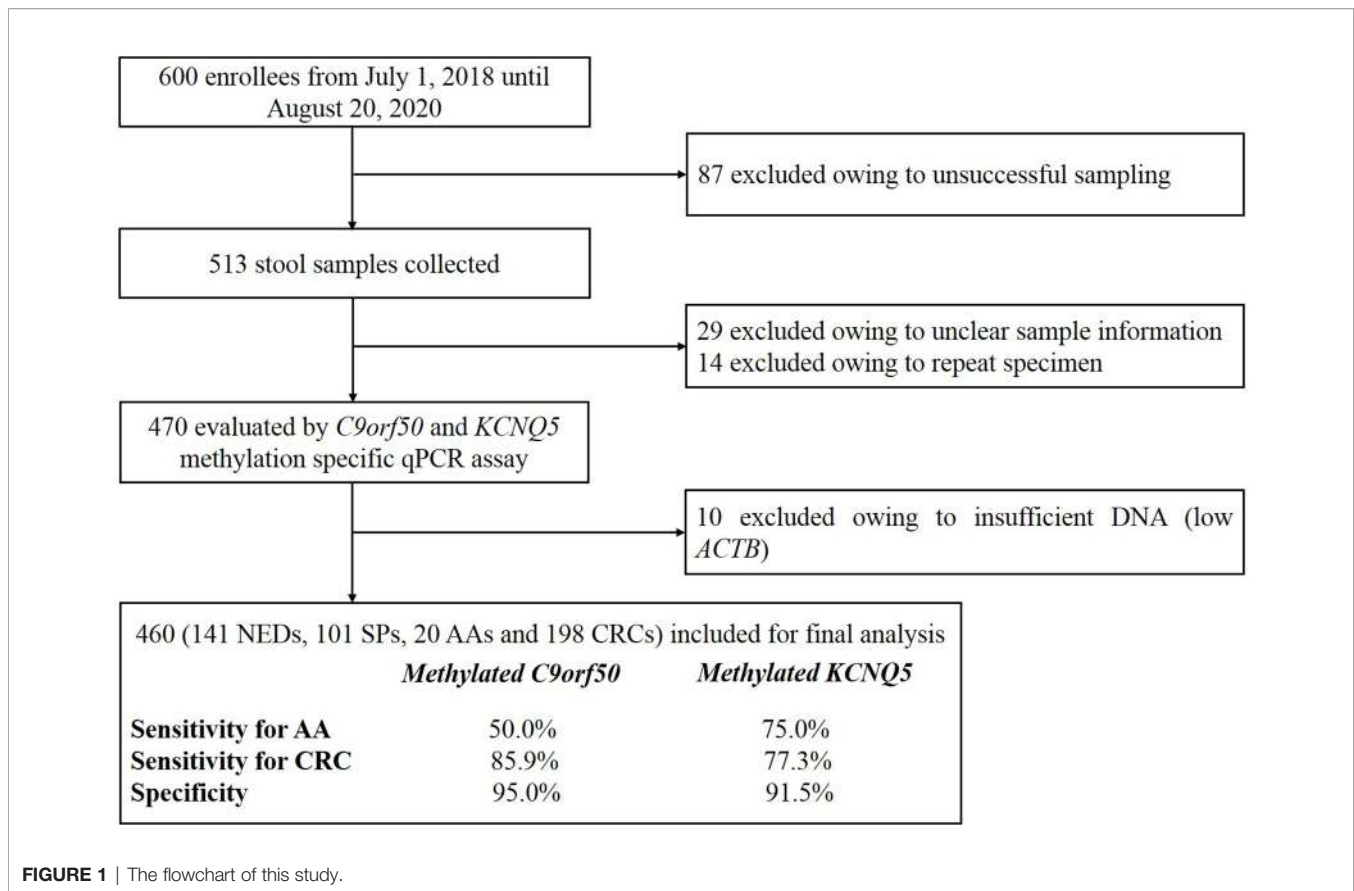 600 enrollees from July 1, 2018 until
August 20, 2020
87 excluded owing to unsuccessful sampling
513 stool samples collected
29 excluded owing to unclear sample information
14 excluded owing to repeat specimen
470 evaluated by C9orf50 and KCNQ5
methylation specific qPCR assay
10 excluded owing to insufficient DNA (low
ACTB)
460 (141 NEDs, 101 SPs, 20 AAs and 198 CRCs) included for final analysis
Methylated C9orf50 Methylated KCNQ5
Sensitivity for AA 50.0% 75.0%
Sensitivity for CRC 85.9% 77.3%
Specificity 95.0% 91.5%
FIGURE 1 | The flowchart of this study.